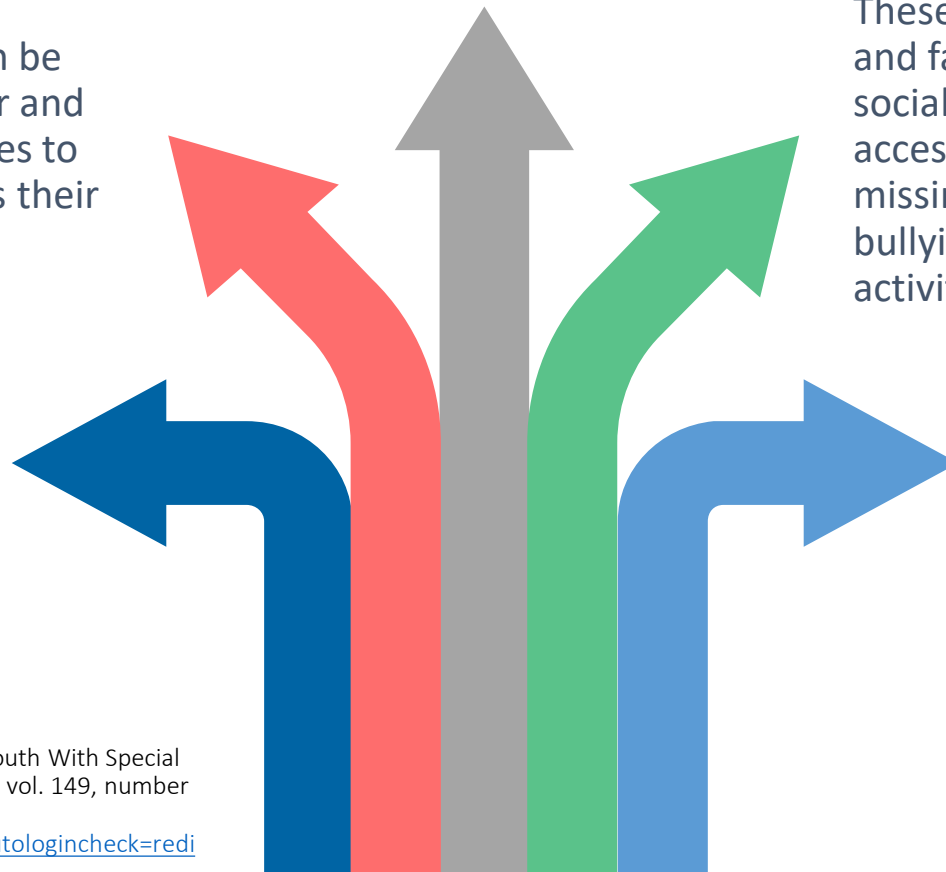 be
and
es to
s their
These
and fa
social
acces
missin
bullyi
activi
outh With Special
vol. 149, number
tologincheck=redi